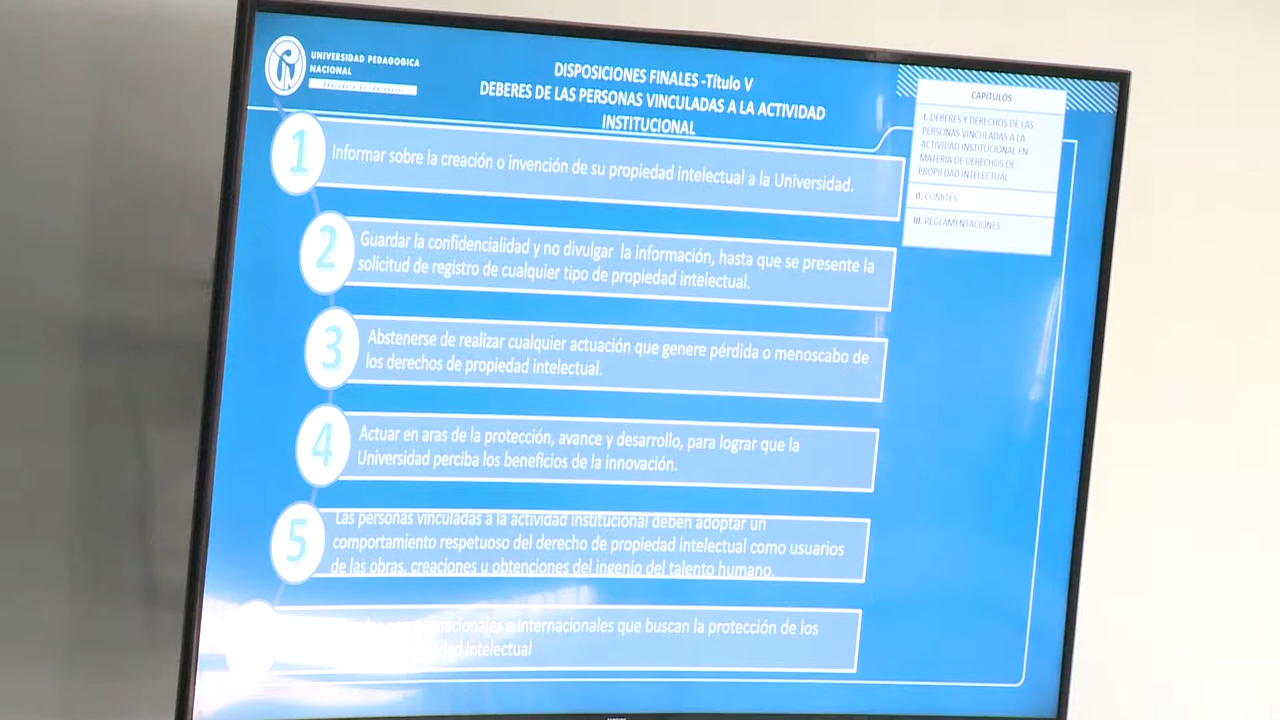 UNIVERSIDAD PEDAGOGICA
NACIONAL
Educadora de educadores
DISPOSICIONES FINALES -Título V
DEBERES DE LAS PERSONAS VINCULADAS A LA ACTIVIDAD
INSTITUCIONAL
CAPÍTULOS
I. DEBERES Y DERECHOS DE LAS
PERSONAS VINCULADAS A LA
ACTIVIDAD INSTITUCIONAL EN
MATERIA DE DERECHOS DE
PROPIEDAD INTELECTUAL
II. COMITÉS
III. REGLAMENTACIONES
1
Informar sobre la creación o invención de su propiedad intelectual a la Universidad.
2
Guardar la confidencialidad y no divulgar la información, hasta que se presente la
solicitud de registro de cualquier tipo de propiedad intelectual.
3
Abstenerse de realizar cualquier actuación que genere pérdida o menoscabo de
los derechos de propiedad intelectual.
4
Actuar en aras de la protección, avance y desarrollo, para lograr que la
Universidad perciba los beneficios de la innovación.
5
Las personas vinculadas a la actividad institucional deben adoptar un
comportamiento respetuoso del derecho de propiedad intelectual como usuarios
de las obras, creaciones u obtenciones del ingenio del talento humano.
nacionales e internacionales que buscan la protección de los
intelectual